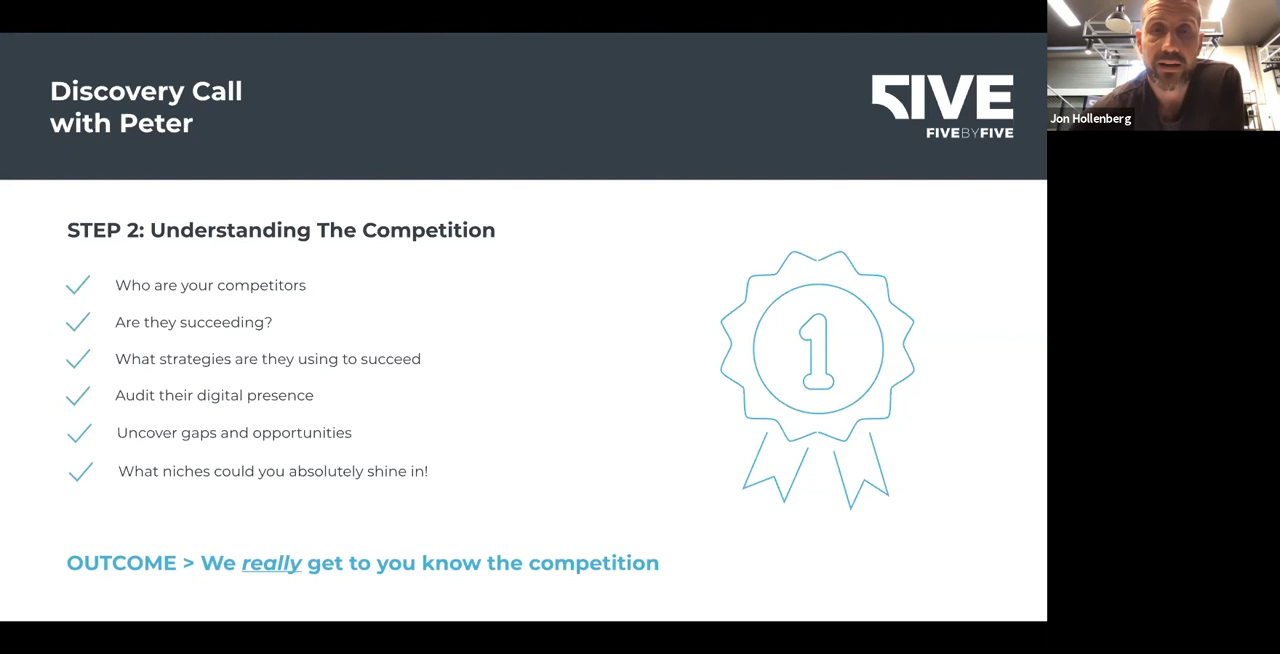 Discovery Call
with Peter
5IVE
FIVEBYFIVE
Jon Hollenberg
STEP 2: Understanding The Competition
Who are your competitors
Are they succeeding?
What strategies are they using to succeed
Audit their digital presence
Uncover gaps and opportunities
What niches could you absolutely shine in!
1
OUTCOME > We really get to you know the competition